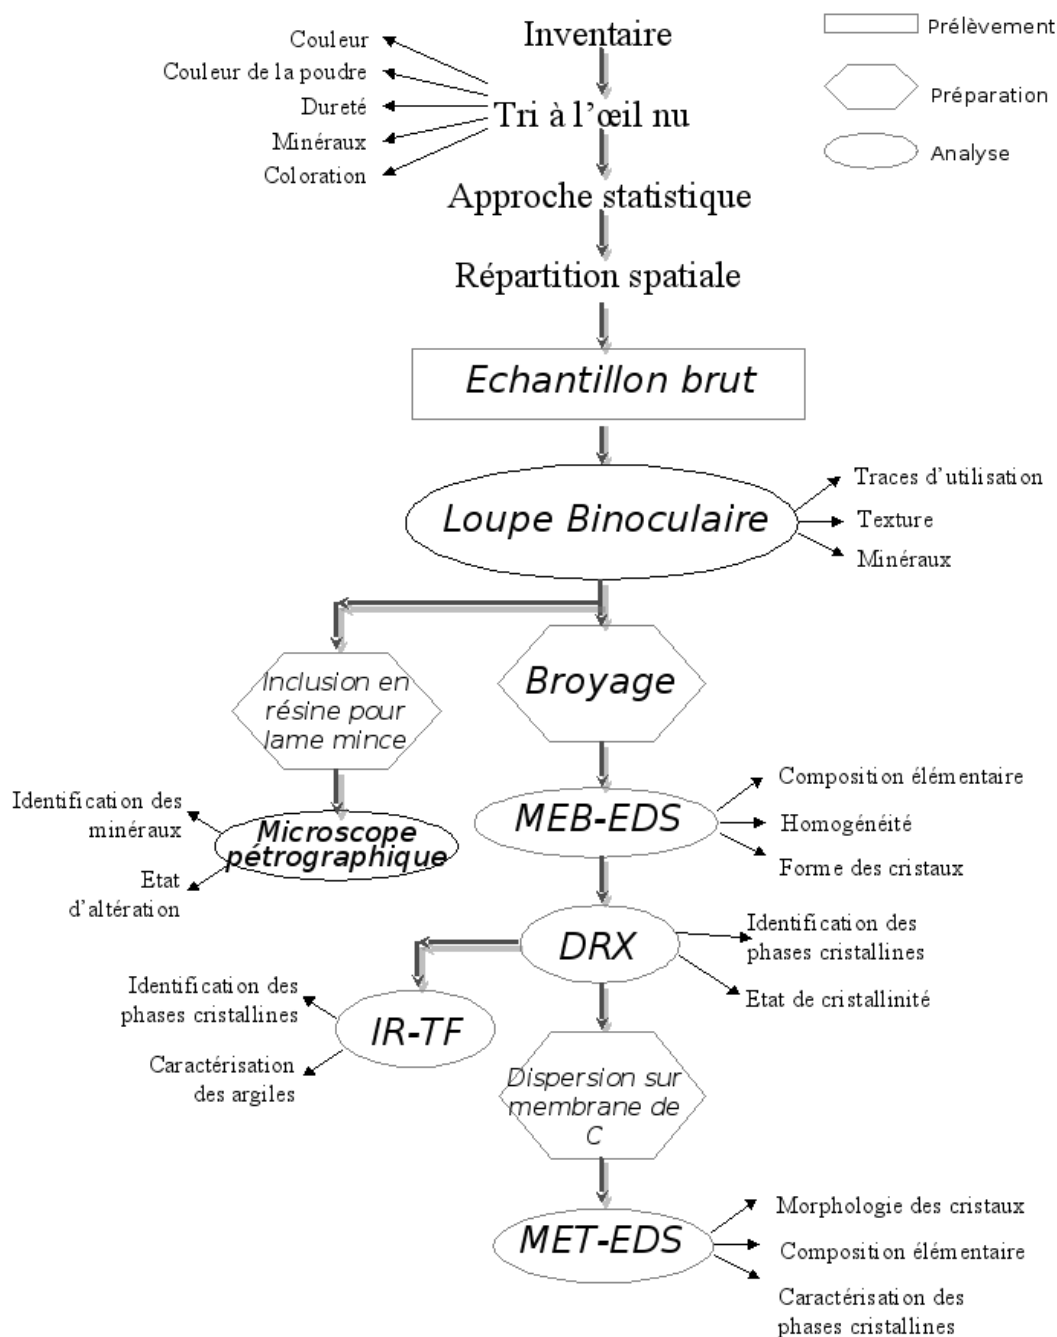 Inventaire
Prélèvement
Couleur
Couleur de la poudre
Dureté
Minéraux
Coloration
Tri à l’œil nu
Préparation
Analyse
Approche statistique
Répartition spatiale
Echantillon brut
Loupe Binoculaire
Traces d’utilisation
Texture
Minéraux
Inclusion en
résine pour
lame mince
Broyage
Identification des
minéraux
Microscope
pétrographique
Etat
d’altération
MEB-EDS
Composition élémentaire
Homogénéité
Forme des cristaux
DRX
Identification des
phases cristallines
Etat de cristallinité
Identification des
phases cristallines
IR-TF
Caractérisation
des argiles
Dispersion sur
membrane de
C
MET-EDS
Morphologie des cristaux
Composition élémentaire
Caractérisation des
phases cristallines